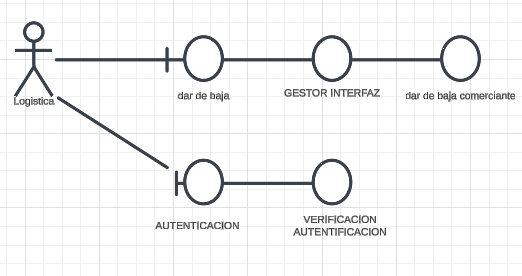 Logistica
dar de baja
GESTOR INTERFAZ
dar de baja comerciante
AUTENTICACION
VERIFICACION
AUTENTIFICACION